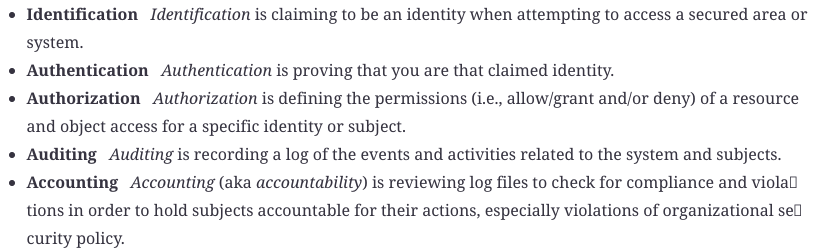 • Identification Identification is claiming to be an identity when attempting to access a secured area or
system.
• Authentication Authentication is proving that you are that claimed identity.
• Authorization Authorization is defining the permissions (i.e., allow/grant and/or deny) of a resource
and object access for a specific identity or subject.
• Auditing Auditing is recording a log of the events and activities related to the system and subjects.
• Accounting Accounting (aka accountability) is reviewing log files to check for compliance and viola▯
tions in order to hold subjects accountable for their actions, especially violations of organizational se▯
curity policy.